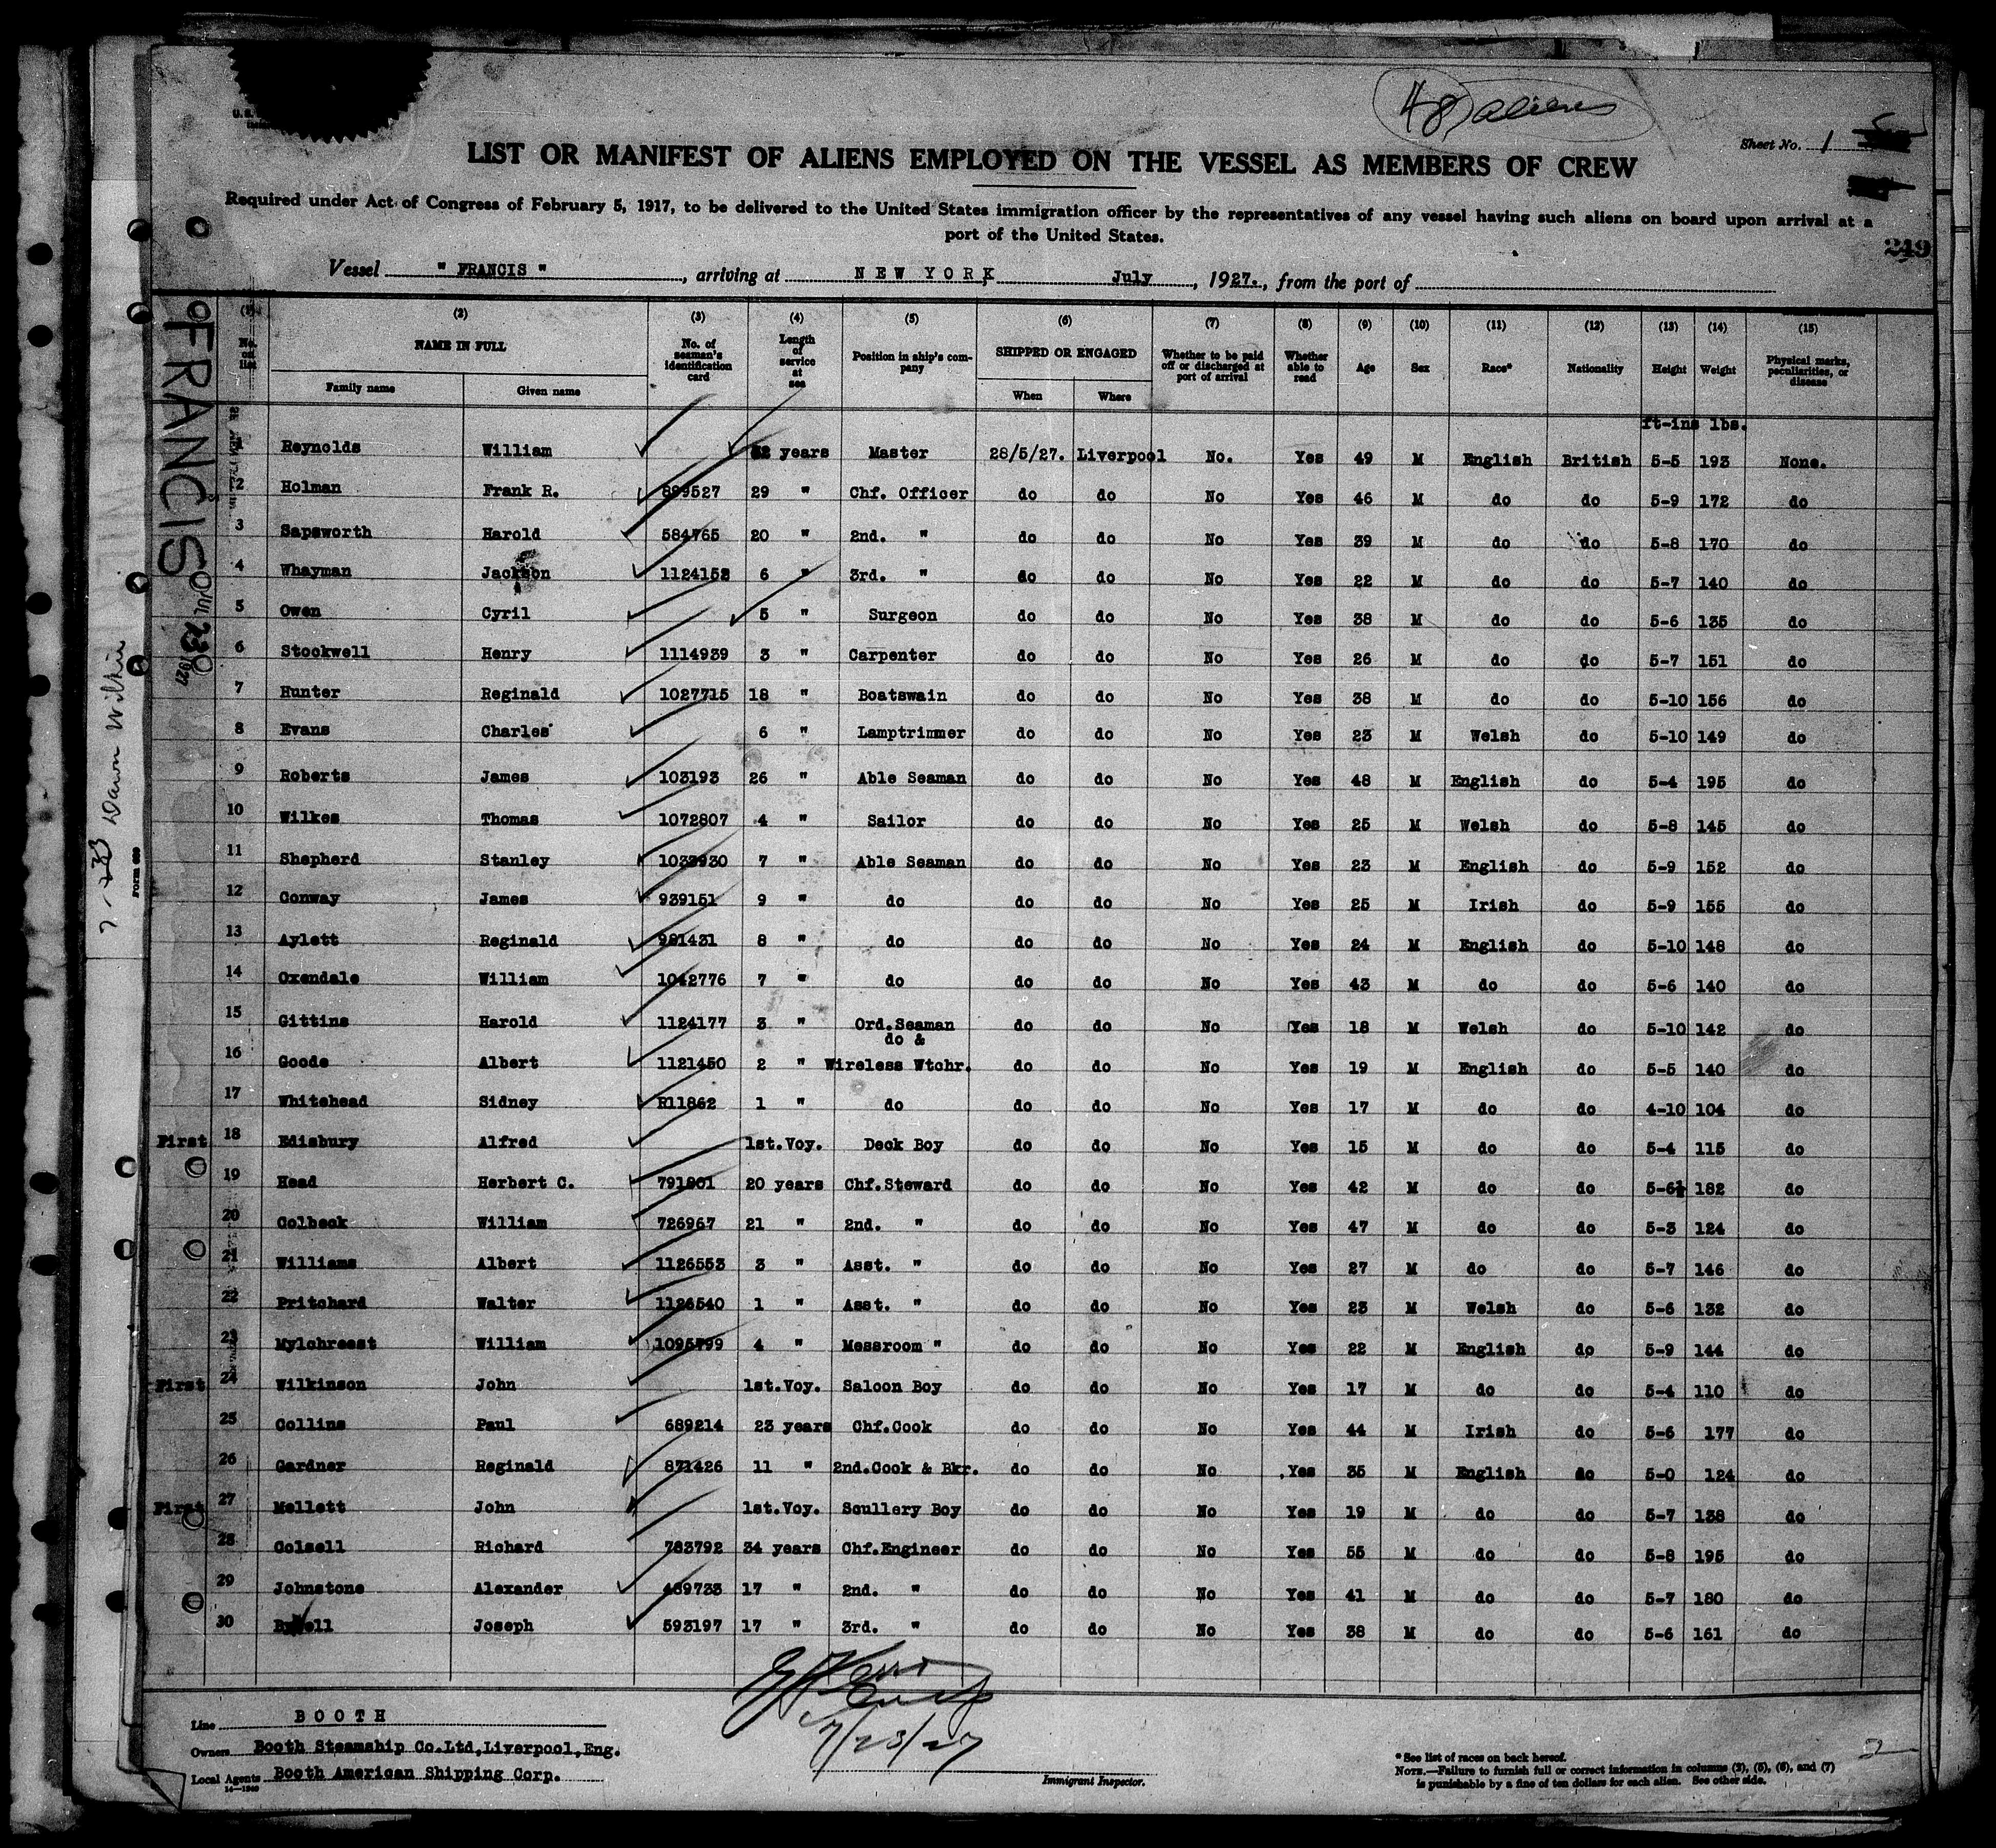 48 aliens
Sheet No. 1
LIST OR MANIFEST OF ALIENS EMPLOYED ON THE VESSEL AS MEMBERS OF CREW
Required under Act of Congress of February 5, 1917, to be delivered to the United States immigration officer by the representatives of any vessel having such aliens on board upon arrival at a
port of the United States.
249
Vessel " FRANCIS ", arriving at NEW YORK July, 1927., from the port of
FRANCIS
(1) (2) (3) (4) (5) (6) (7) (8) (9) (10) (11) (12) (13) (14) (15)
No. on list NAME IN FULL Family name Given name No. of seaman's identification card Length of service at sea Position in ship's company SHIPPED OR ENGAGED When Where Whether to be paid off or discharged at port of arrival Whether able to read Age Sex Race* Nationality Height Weight Physical marks, peculiarities, or disease
ft-ins lbs.
1 Reynolds William years Master 28/5/27. Liverpool No. Yes 49 M English British 5-5 193 None.
2 Holman Frank R. 899527 29 " Chf. Officer do do No Yes 46 M do do 5-9 172 do
3 Sapsworth Harold 584765 20 " 2nd. " do do No Yes 39 M do do 5-8 170 do
4 Whayman Jackson 1124153 6 " 3rd. " do do No Yes 22 M do do 5-7 140 do
5 Owen Cyril 5 " Surgeon do do No Yes 38 M do do 5-6 135 do
6 Stockwell Henry 1114939 3 " Carpenter do do No Yes 26 M do do 5-7 151 do
7 Hunter Reginald 1027715 18 " Boatswain do do No Yes 38 M do do 5-10 156 do
8 Evans Charles 6 " Lamptrimmer do do No Yes 23 M Welsh do 5-10 149 do
9 Roberts James 103193 26 " Able Seaman do do No Yes 48 M English do 5-4 195 do
10 Wilkes Thomas 1072807 4 " Sailor do do No Yes 25 M Welsh do 5-8 145 do
11 Shepherd Stanley 1039930 7 " Able Seaman do do No Yes 23 M English do 5-9 152 do
12 Conway James 939151 9 " do do do No Yes 25 M Irish do 5-9 155 do
13 Aylett Reginald 981431 8 " do do do No Yes 24 M English do 5-10 148 do
14 Oxendale William 1042776 7 " do do do No Yes 43 M do do 5-6 140 do
15 Gittins Harold 1124177 3 " Ord.Seaman do do No Yes 18 M Welsh do 5-10 142 do
do &
16 Goode Albert 1121450 2 " Wireless Wtchr. do do No Yes 19 M English do 5-5 140 do
17 Whitehead Sidney R11862 1 " do do do No Yes 17 M do do 4-10 104 do
First 18 Edisbury Alfred 1st.Voy. Deck Boy do do No Yes 15 M do do 5-4 115 do
19 Head Herbert C. 791801 20 years Chf.Steward do do No Yes 42 M do do 5-6½ 182 do
20 Colbeck William 726967 21 " 2nd. " do do No Yes 47 M do do 5-3 124 do
21 Williams Albert 1126553 3 " Asst. " do do No Yes 27 M do do 5-7 146 do
22 Pritchard Walter 1126540 1 " Asst. " do do No Yes 23 M Welsh do 5-6 132 do
23 Mylchreest William 1095799 4 " Messroom " do do No Yes 22 M English do 5-9 144 do
First 24 Wilkinson John 1st.Voy. Saloon Boy do do No Yes 17 M do do 5-4 110 do
25 Collins Paul 689214 23 years Chf.Cook do do No Yes 44 M Irish do 5-6 177 do
26 Gardner Reginald 871426 11 " 2nd.Cook & Bkr. do do No Yes 35 M English do 5-0 124 do
First 27 Mellett John 1st.Voy. Scullery Boy do do No Yes 19 M do do 5-7 138 do
28 Colsell Richard 783792 34 years Chf.Engineer do do No Yes 55 M do do 5-8 195 do
29 Johnstone Alexander 489733 17 " 2nd. " do do No Yes 41 M do do 5-7 180 do
30 Joseph 593197 17 " 3rd. " do do No Yes 38 M do do 5-6 161 do
7/23/27
Line BOOTH
Owners Booth Steamship Co.Ltd,Liverpool,Eng.
Local Agents Booth American Shipping Corp.
14—1240
Immigrant Inspector.
* See list of races on back hereof.
NOTE.—Failure to furnish full or correct information in columns (2), (5), (6), and (7)
is punishable by a fine of ten dollars for each alien. See other side.
2